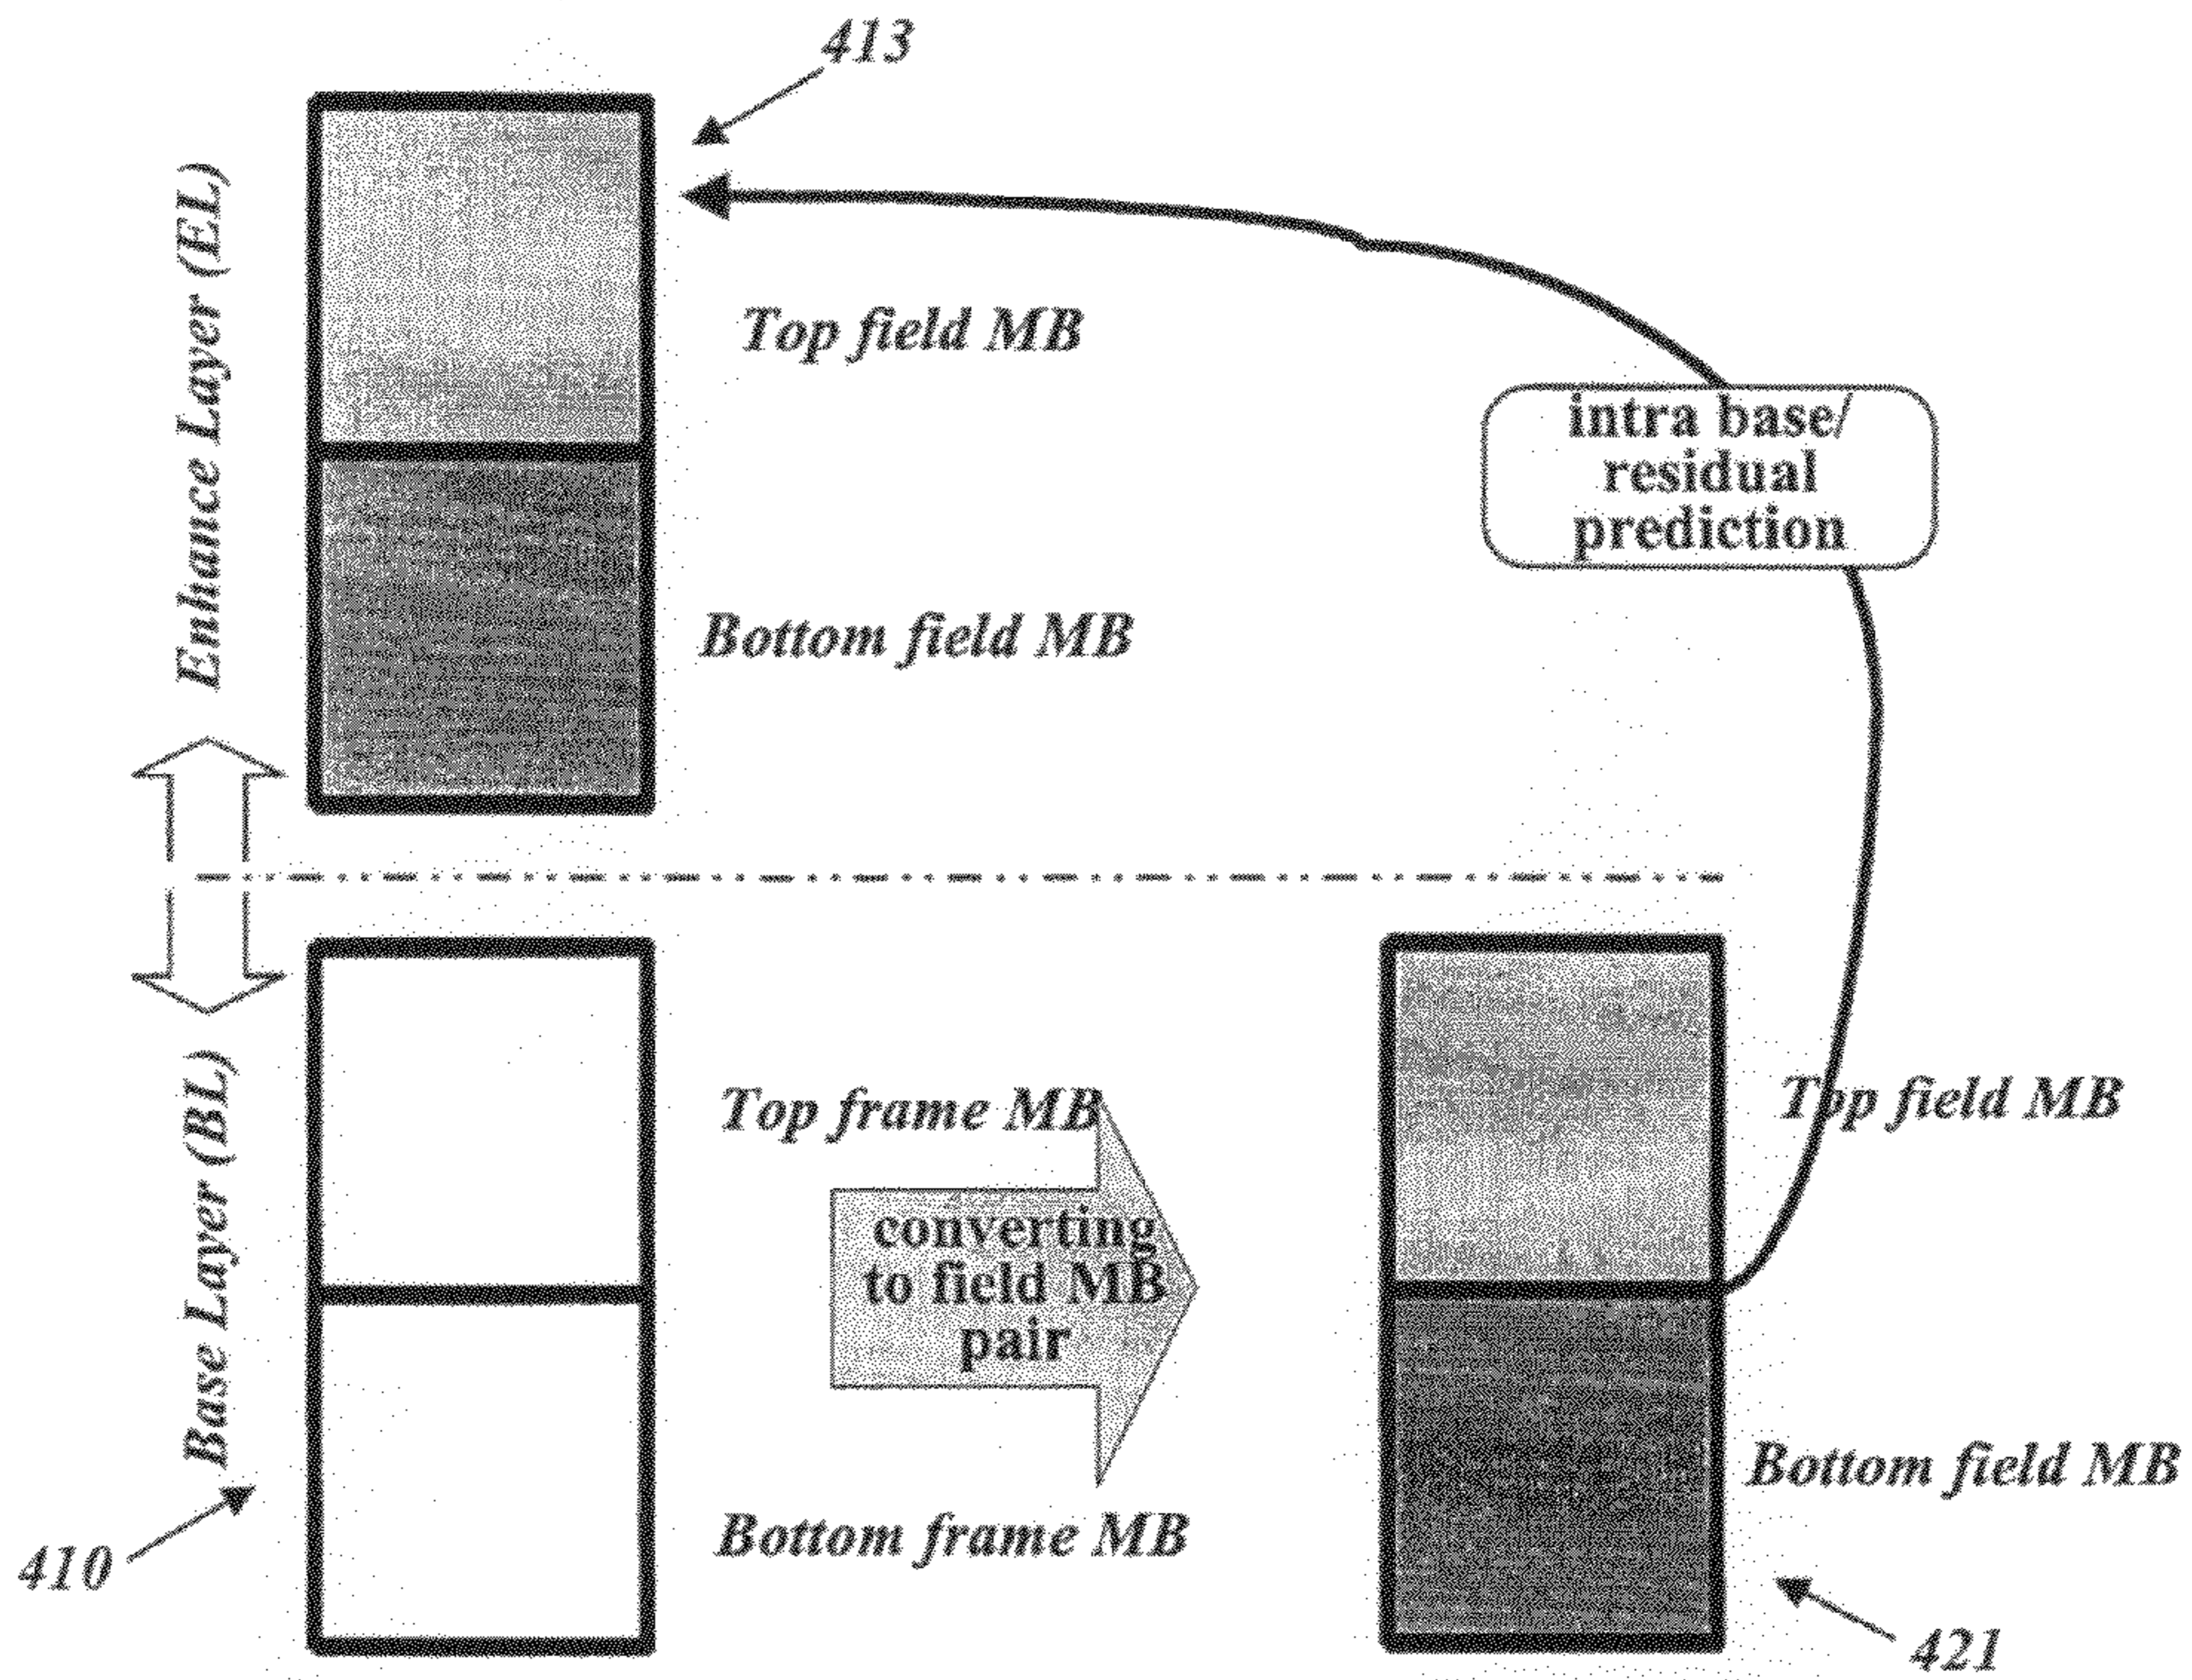 413
Enhance Layer (EL)
Top field MB
intra base/
residual
prediction
Bottom field MB
Base Layer (BL)
Top frame MB
Top field MB
converting
to field MB
pair
Bottom field MB
Bottom frame MB
410
421